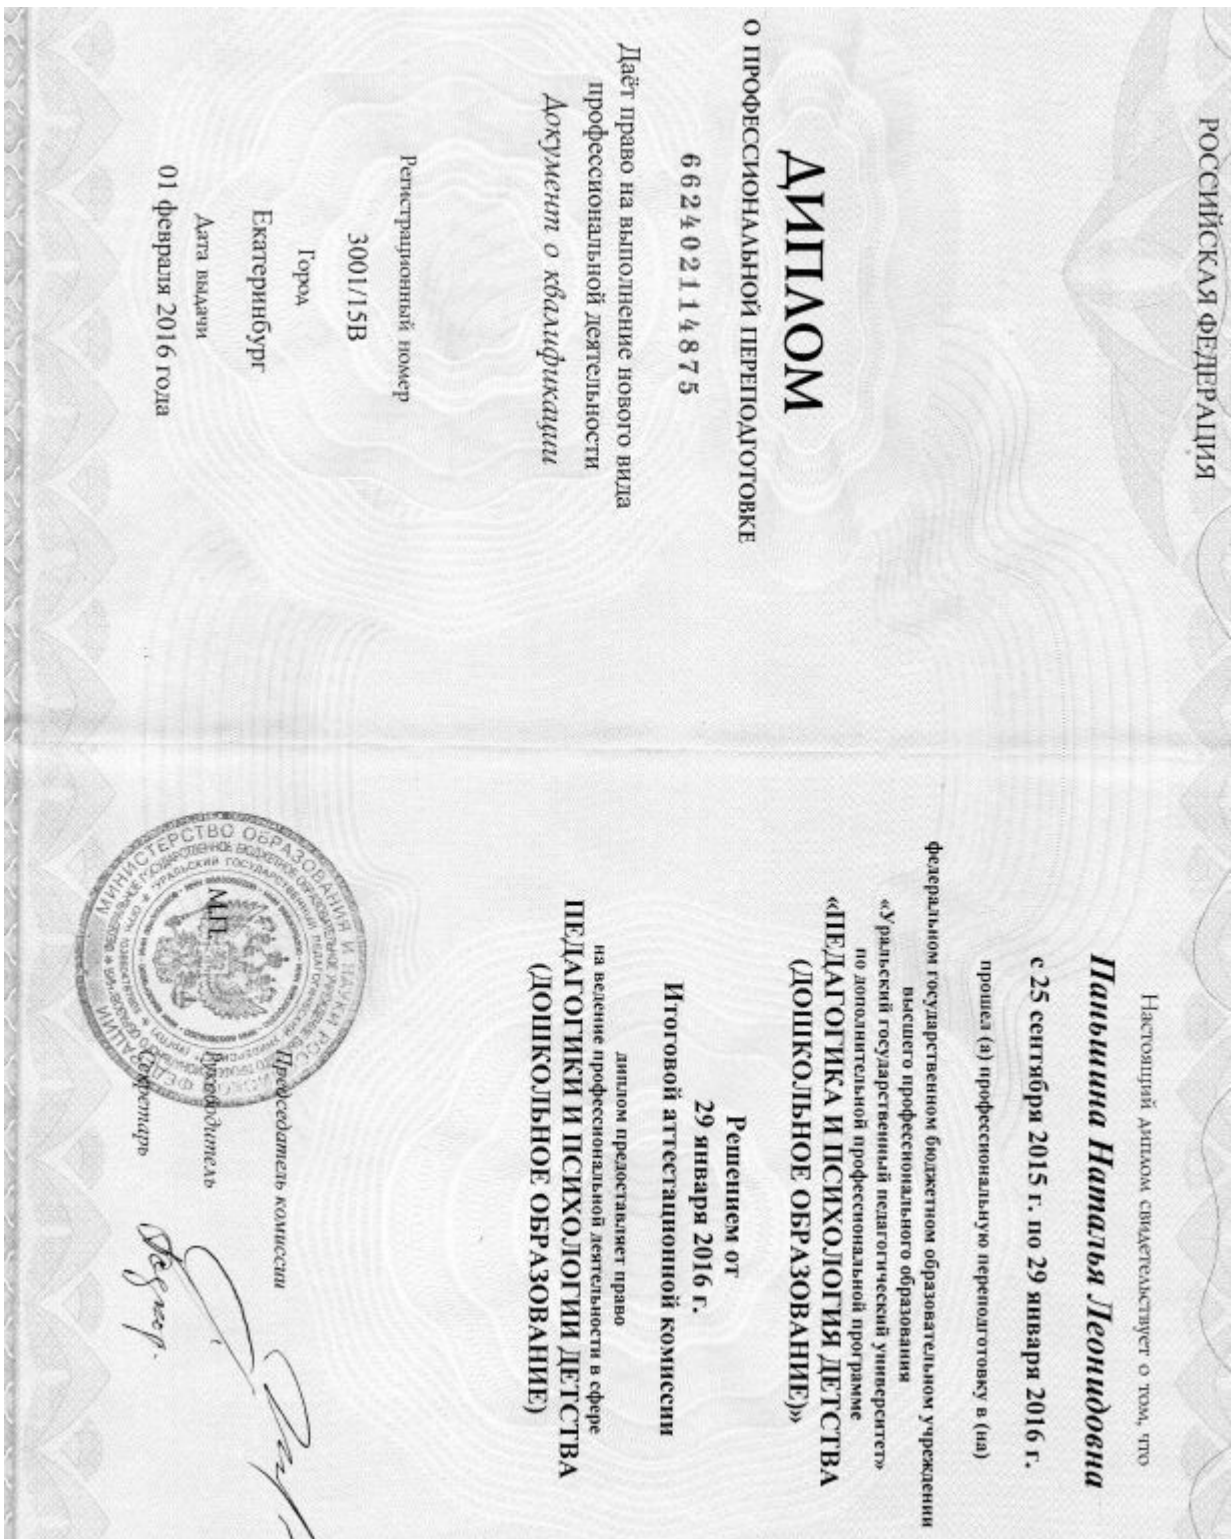 РОССИЙСКАЯ ФЕДЕРАЦИЯ
ДИПЛОМ
О ПРОФЕССИОНАЛЬНОЙ ПЕРЕПОДГОТОВКЕ
662402114875
Даёт право на выполнение нового вида
профессиональной деятельности
Документ о квалификации
Регистрационный номер
3001/15В
Город
Екатеринбург
Дата выдачи
01 февраля 2016 года
Настоящий диплом свидетельствует о том, что
Паньшина Наталья Леонидовна
с 25 сентября 2015 г. по 29 января 2016 г.
прошел (а) профессиональную переподготовку в (на)
федеральном государственном бюджетном образовательном учреждении
высшего профессионального образования
«Уральский государственный педагогический университет»
по дополнительной профессиональной программе
«ПЕДАГОГИКА И ПСИХОЛОГИЯ ДЕТСТВА
(ДОШКОЛЬНОЕ ОБРАЗОВАНИЕ)»
Решением от
29 января 2016 г.
Итоговой аттестационной комиссии
диплом предоставляет право
на ведение профессиональной деятельности в сфере
ПЕДАГОГИКИ И ПСИХОЛОГИИ ДЕТСТВА
(ДОШКОЛЬНОЕ ОБРАЗОВАНИЕ)
Председатель комиссии
Руководитель
Секретарь
М.П.
МИНИСТЕРСТВО ОБРАЗОВАНИЯ И НАУКИ